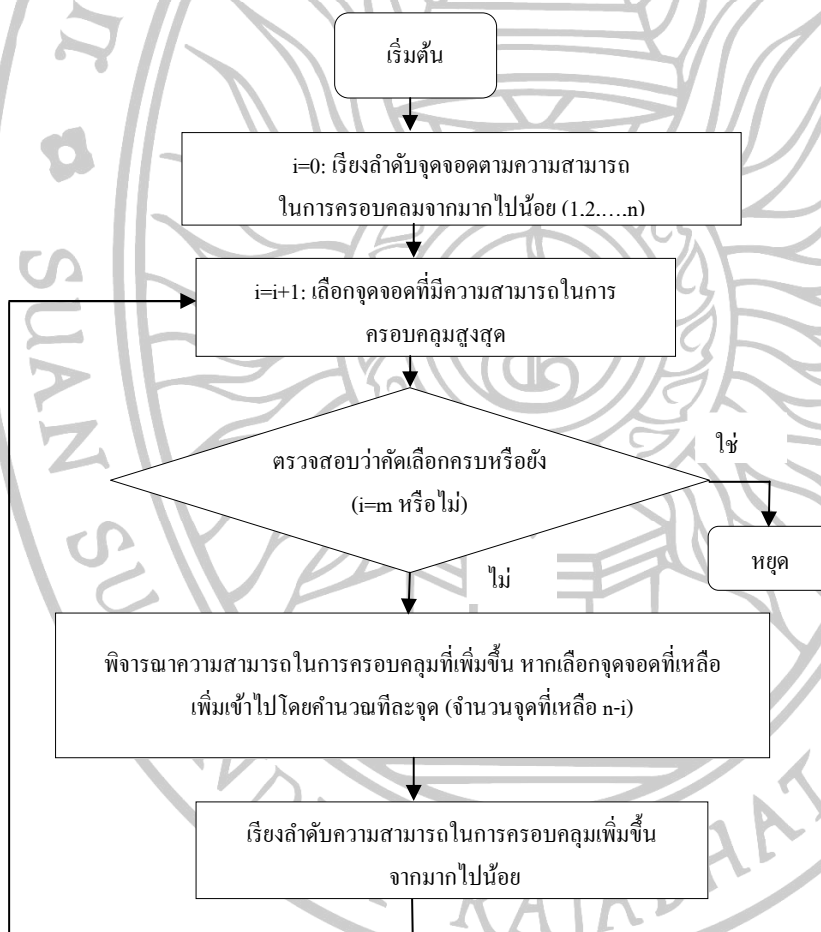 เริ่มต้น
i=0: เรียงลำดับจุดจอดตามความสามารถ
ในการครอบคลุมจากมากไปน้อย (1,2,….,n)
i=i+1: เลือกจุดจอดที่มีความสามารถในการ
ครอบคลุมสูงสุด
ตรวจสอบว่าคัดเลือกครบหรือยัง
(i=m หรือไม่)
ใช่
หยุด
ไม่
พิจารณาความสามารถในการครอบคลุมที่เพิ่มขึ้น หากเลือกจุดจอดที่เหลือ
เพิ่มเข้าไปโดยคำนวณทีละจุด (จำนวนจุดที่เหลือ n-i)
เรียงลำดับความสามารถในการครอบคลุมเพิ่มขึ้น
จากมากไปน้อย
SUAN